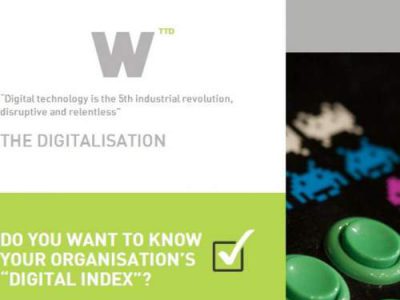 W TTD
"Digital technology is the 5th industrial revolution,
disruptive and relentless"
THE DIGITALISATION
DO YOU WANT TO KNOW
YOUR ORGANISATION'S
"DIGITAL INDEX"?